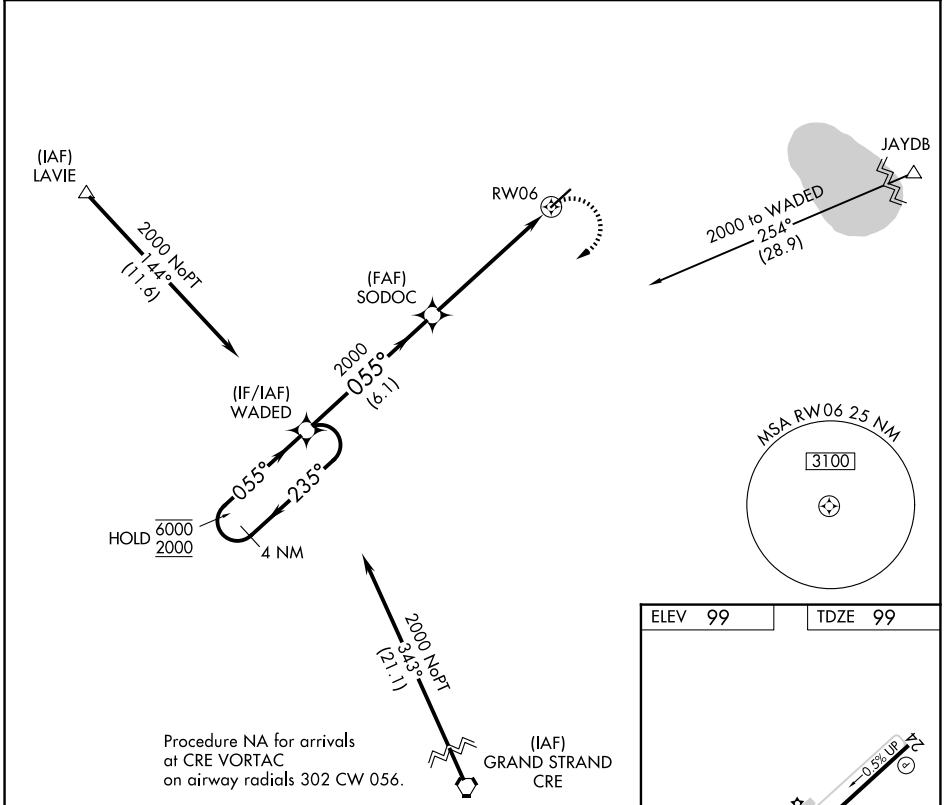 (IAF)
LAVIE
2000 NoPT
144°
(11.6)
RW06
JAYDB
2000 to WADED
254°
(28.9)
(FAF)
SODOC
2000
055°
(6.1)
(IF/IAF)
WADED
055°
235°
HOLD 6000
2000
4 NM
MSA RW06 25 NM
3100
2000 NoPT
343°
(21.1)
ELEV 99
TDZE 99
Procedure NA for arrivals
at CRE VORTAC
on airway radials 302 CW 056.
(IAF)
GRAND STRAND
CRE
24
0.5% UP
P